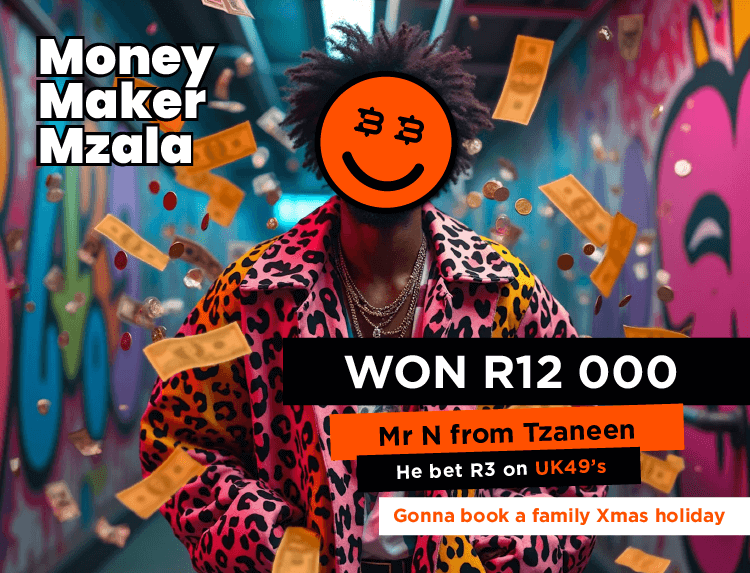 Money
Maker
Mzala
WON R12 000
Mr N from Tzaneen
He bet R3 on UK49's
Gonna book a family Xmas holiday